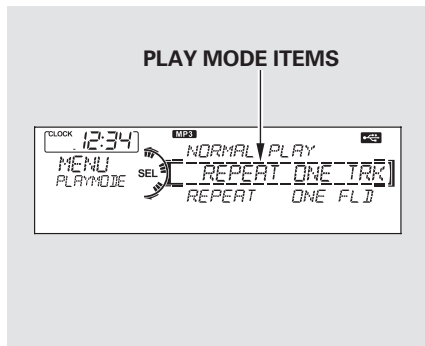 PLAY MODE ITEMS
CLOCK 12:34 MP3
NORMAL PLAY
MENU SEL REPEAT ONE TRK
PLAYMODE
REPEAT ONE FLD